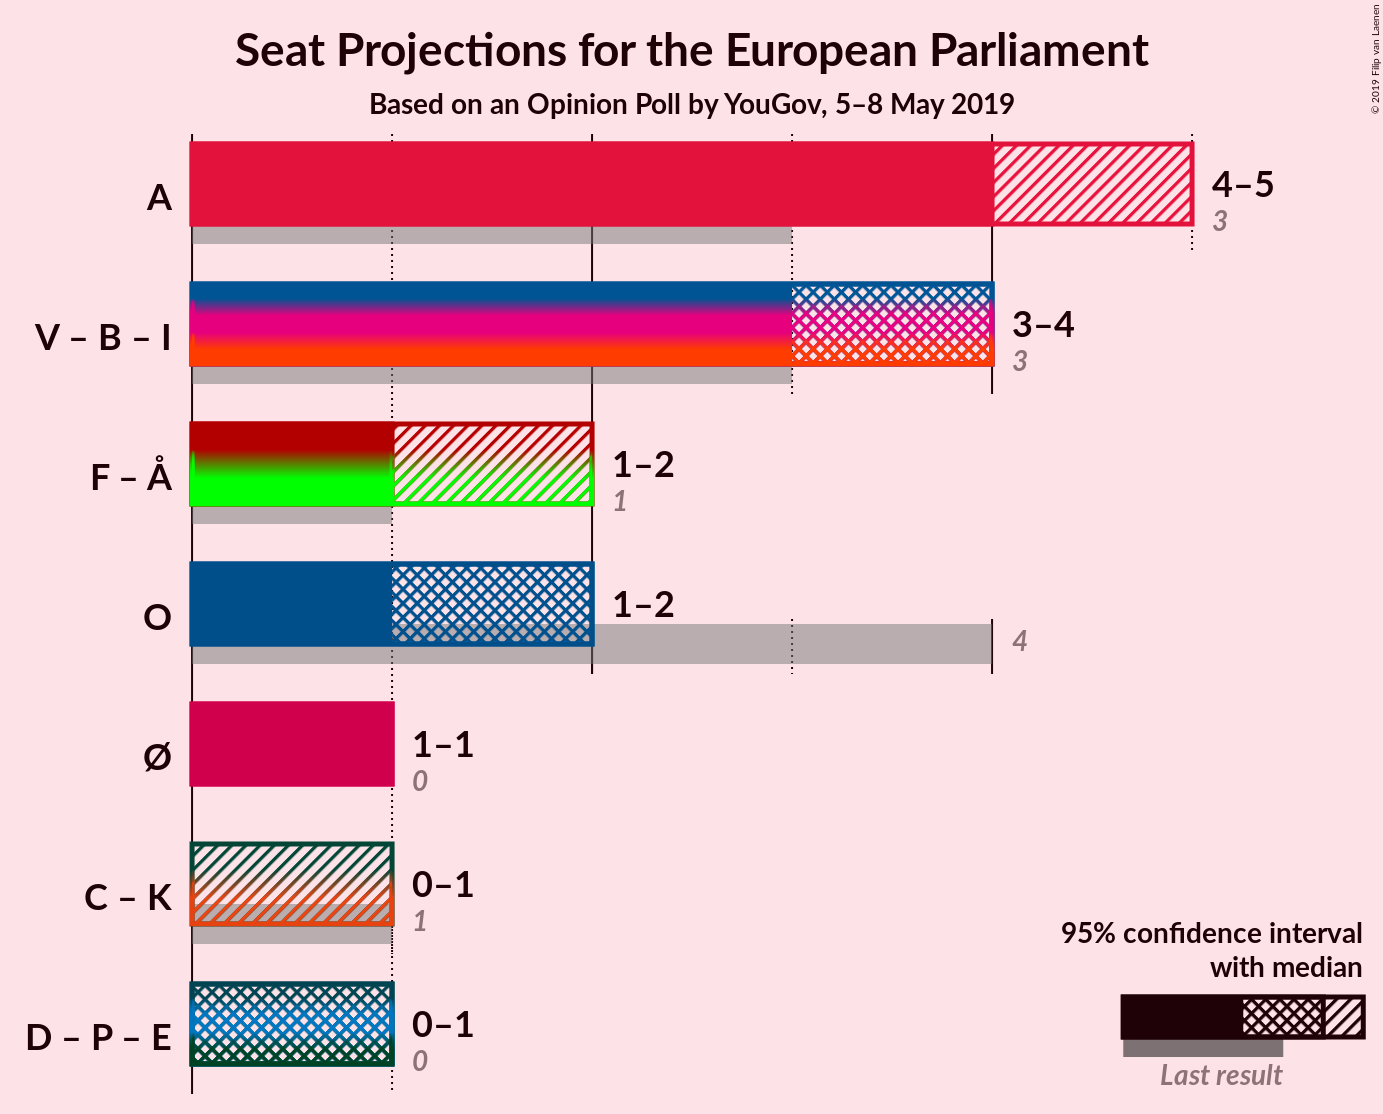 Seat Projections for the European Parliament
Based on an Opinion Poll by YouGov, 5–8 May 2019
© 2019 Filip van Laenen
A
4–5
3
V – B – I
3–4
3
F – Å
1–2
1
O
1–2
4
Ø
1–1
0
C – K
0–1
1
D – P – E
0–1
0
95% confidence interval
with median
Last result